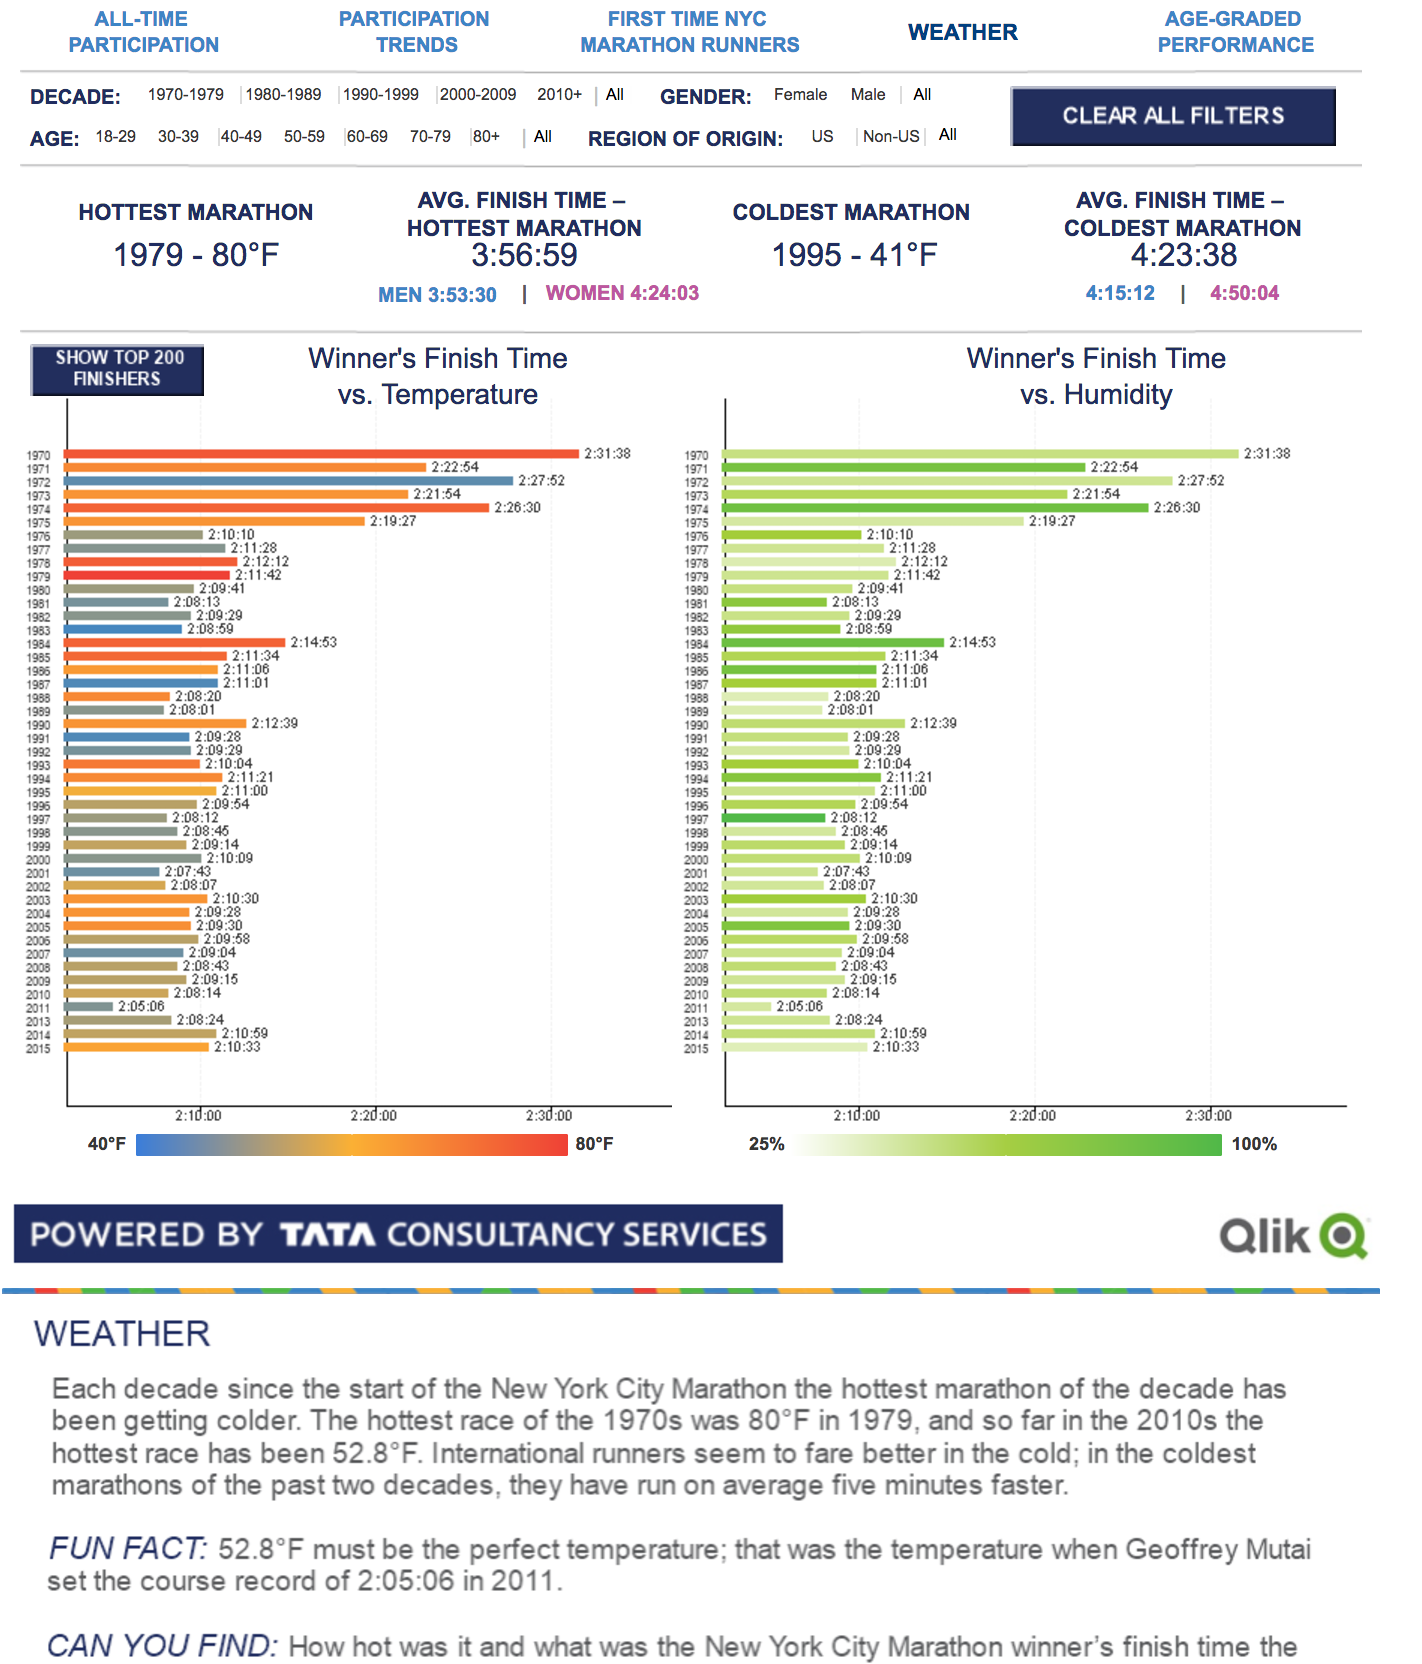 ALL-TIME
PARTICIPATION
PARTICIPATION
TRENDS
FIRST TIME NYC
MARATHON RUNNERS
WEATHER
AGE-GRADED
PERFORMANCE
DECADE: 1970-1979 |1980-1989 |1990-1999 |2000-2009 2010+ | All GENDER: Female Male | All
CLEAR ALL FILTERS
AGE: 18-29 30-39 |40-49 50-59 |60-69 70-79 |80+ | All REGION OF ORIGIN: US |Non-US| All
HOTTEST MARATHON
1979 - 80°F
AVG. FINISH TIME –
HOTTEST MARATHON
3:56:59
MEN 3:53:30 | WOMEN 4:24:03
COLDEST MARATHON
1995 - 41°F
AVG. FINISH TIME –
COLDEST MARATHON
4:23:38
4:15:12 | 4:50:04
SHOW TOP 200
FINISHERS
Winner's Finish Time
vs. Temperature
1970 2:31:38
1971 2:22:54
1972 2:27:52
1973 2:21:54
1974 2:26:30
1975 2:19:27
1976 2:10:10
1977 2:11:28
1978 2:12:12
1979 2:11:42
1980 2:09:41
1981 2:08:13
1982 2:09:29
1983 2:08:59
1984 2:14:53
1985 2:11:34
1986 2:11:06
1987 2:11:01
1988 2:08:20
1989 2:08:01
1990 2:12:39
1991 2:09:28
1992 2:09:29
1993 2:10:04
1994 2:11:21
1995 2:11:00
1996 2:09:54
1997 2:08:12
1998 2:08:45
1999 2:09:14
2000 2:10:09
2001 2:07:43
2002 2:08:07
2003 2:10:30
2004 2:09:28
2005 2:09:30
2006 2:09:58
2007 2:09:04
2008 2:08:43
2009 2:09:15
2010 2:08:14
2011 2:05:06
2013 2:08:24
2014 2:10:59
2015 2:10:33
2:10:00 2:20:00 2:30:00
40°F 80°F
Winner's Finish Time
vs. Humidity
1970 2:31:38
1971 2:22:54
1972 2:27:52
1973 2:21:54
1974 2:26:30
1975 2:19:27
1976 2:10:10
1977 2:11:28
1978 2:12:12
1979 2:11:42
1980 2:09:41
1981 2:08:13
1982 2:09:29
1983 2:08:59
1984 2:14:53
1985 2:11:34
1986 2:11:06
1987 2:11:01
1988 2:08:20
1989 2:08:01
1990 2:12:39
1991 2:09:28
1992 2:09:29
1993 2:10:04
1994 2:11:21
1995 2:11:00
1996 2:09:54
1997 2:08:12
1998 2:08:45
1999 2:09:14
2000 2:10:09
2001 2:07:43
2002 2:08:07
2003 2:10:30
2004 2:09:28
2005 2:09:30
2006 2:09:58
2007 2:09:04
2008 2:08:43
2009 2:09:15
2010 2:08:14
2011 2:05:06
2013 2:08:24
2014 2:10:59
2015 2:10:33
2:10:00 2:20:00 2:30:00
25% 100%
POWERED BY TATA CONSULTANCY SERVICES
Qlik
WEATHER
Each decade since the start of the New York City Marathon the hottest marathon of the decade has
been getting colder. The hottest race of the 1970s was 80°F in 1979, and so far in the 2010s the
hottest race has been 52.8°F. International runners seem to fare better in the cold; in the coldest
marathons of the past two decades, they have run on average five minutes faster.
FUN FACT: 52.8°F must be the perfect temperature; that was the temperature when Geoffrey Mutai
set the course record of 2:05:06 in 2011.
CAN YOU FIND: How hot was it and what was the New York City Marathon winner’s finish time the